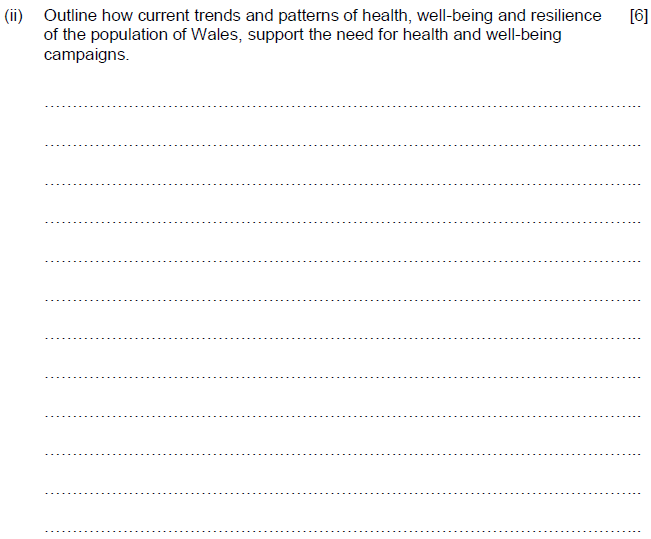 (ii) Outline how current trends and patterns of health, well-being and resilience [6]
of the population of Wales, support the need for health and well-being
campaigns.